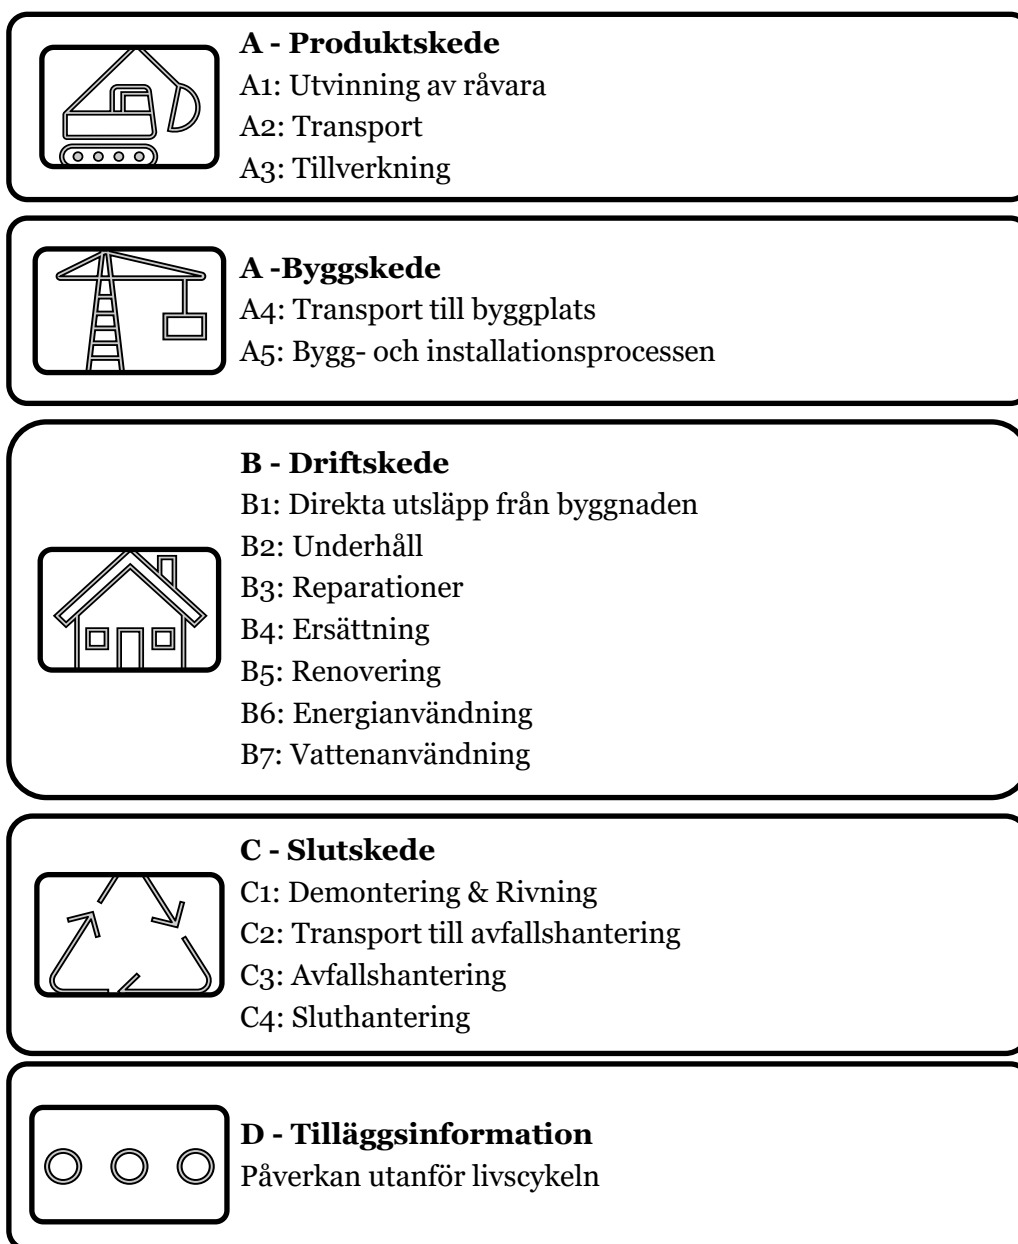 A - Produktskede
A1: Utvinning av råvara
A2: Transport
A3: Tillverkning
A -Byggskede
A4: Transport till byggplats
A5: Bygg- och installationsprocessen
B - Driftskede
B1: Direkta utsläpp från byggnaden
B2: Underhåll
B3: Reparationer
B4: Ersättning
B5: Renovering
B6: Energianvändning
B7: Vattenanvändning
C - Slutskede
C1: Demontering & Rivning
C2: Transport till avfallshantering
C3: Avfallshantering
C4: Sluthantering
D - Tilläggsinformation
Påverkan utanför livscykeln